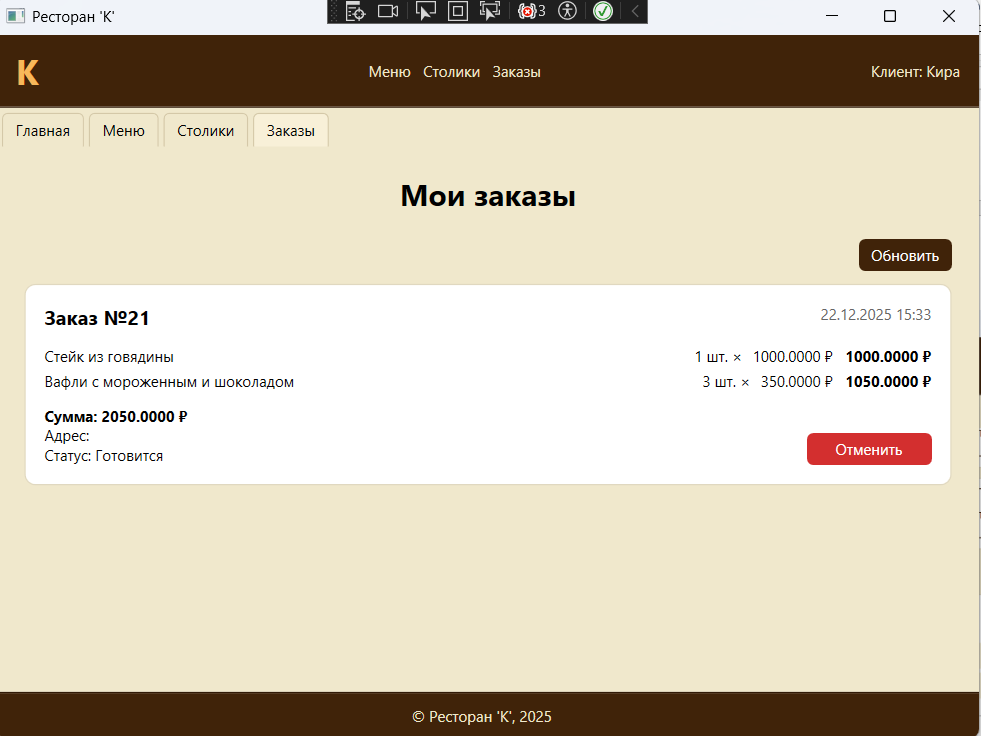 Ресторан 'К'
3
К
Меню Столики Заказы
Клиент: Кира
Главная Меню Столики Заказы
Мои заказы
Обновить
Заказ №21
22.12.2025 15:33
Стейк из говядины 1 шт. × 1000.0000 ₽ 1000.0000 ₽
Вафли с мороженным и шоколадом 3 шт. × 350.0000 ₽ 1050.0000 ₽
Сумма: 2050.0000 ₽
Адрес:
Статус: Готовится
Отменить
© Ресторан 'К', 2025